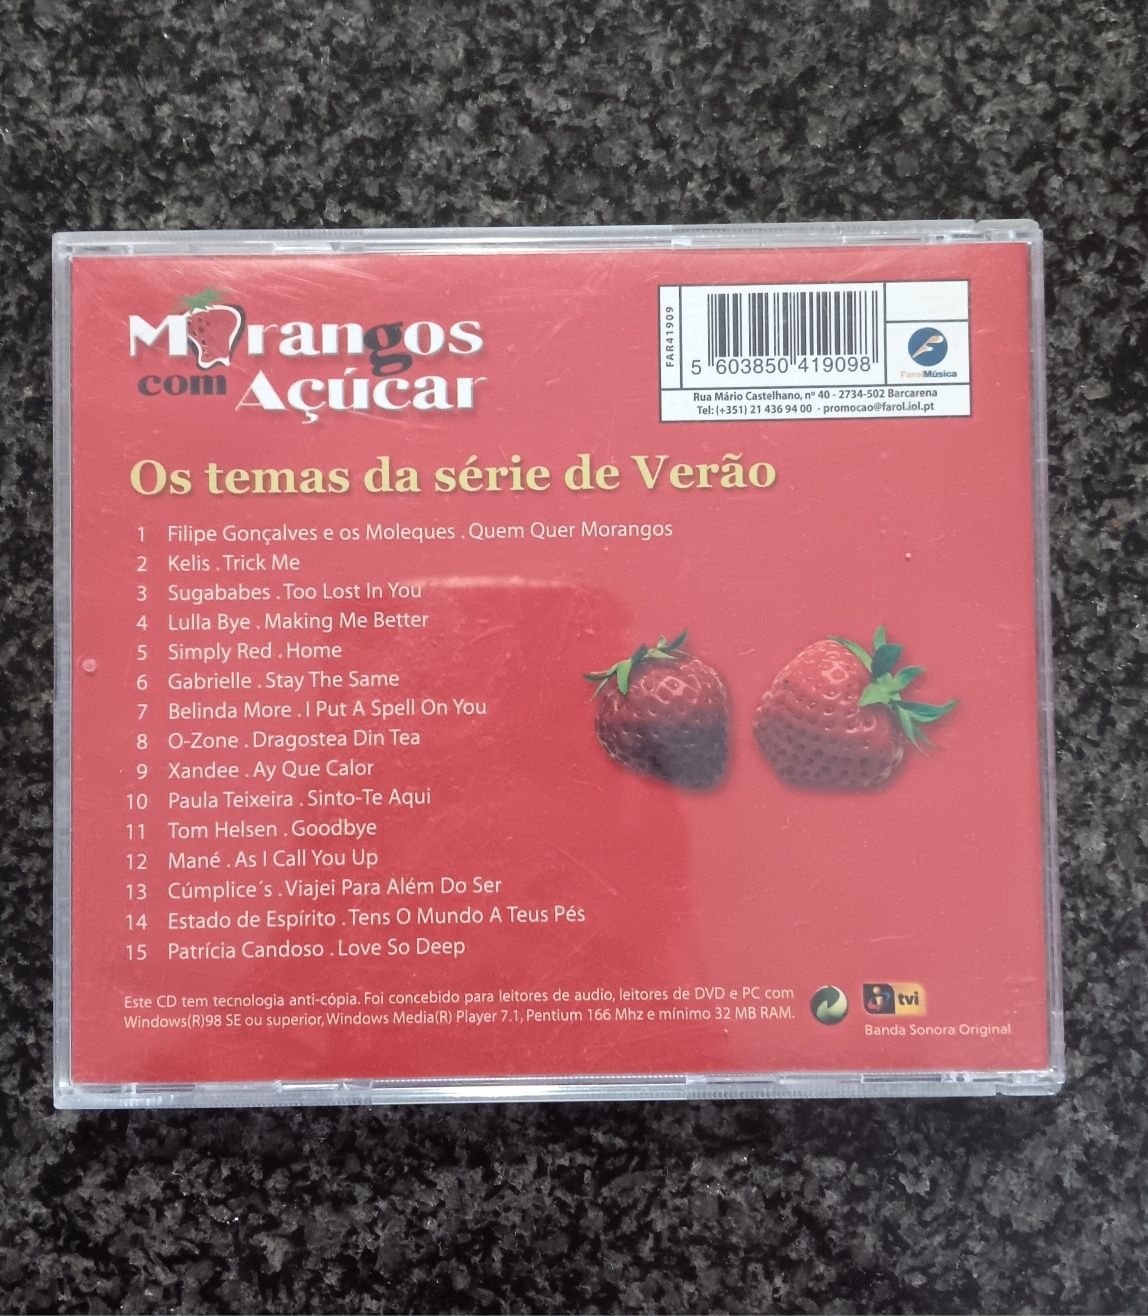 Morangos
com Açúcar
FAR41909
5 603850 419098
FarolMúsica
Rua Mário Castelhano, nº 40 - 2734-502 Barcarena
Tel: (+351) 21 436 94 00 - promocao@farol.iol.pt
Os temas da série de Verão
1 Filipe Gonçalves e os Moleques . Quem Quer Morangos
2 Kelis . Trick Me
3 Sugababes . Too Lost In You
4 Lulla Bye . Making Me Better
5 Simply Red . Home
6 Gabrielle . Stay The Same
7 Belinda More . I Put A Spell On You
8 O-Zone . Dragostea Din Tea
9 Xandee . Ay Que Calor
10 Paula Teixeira . Sinto-Te Aqui
11 Tom Helsen . Goodbye
12 Mané . As I Call You Up
13 Cúmplice´s . Viajei Para Além Do Ser
14 Estado de Espírito . Tens O Mundo A Teus Pés
15 Patrícia Candoso . Love So Deep
Este CD tem tecnologia anti-cópia. Foi concebido para leitores de audio, leitores de DVD e PC com
Windows(R)98 SE ou superior, Windows Media(R) Player 7.1, Pentium 166 Mhz e mínimo 32 MB RAM.
tvi
Banda Sonora Original